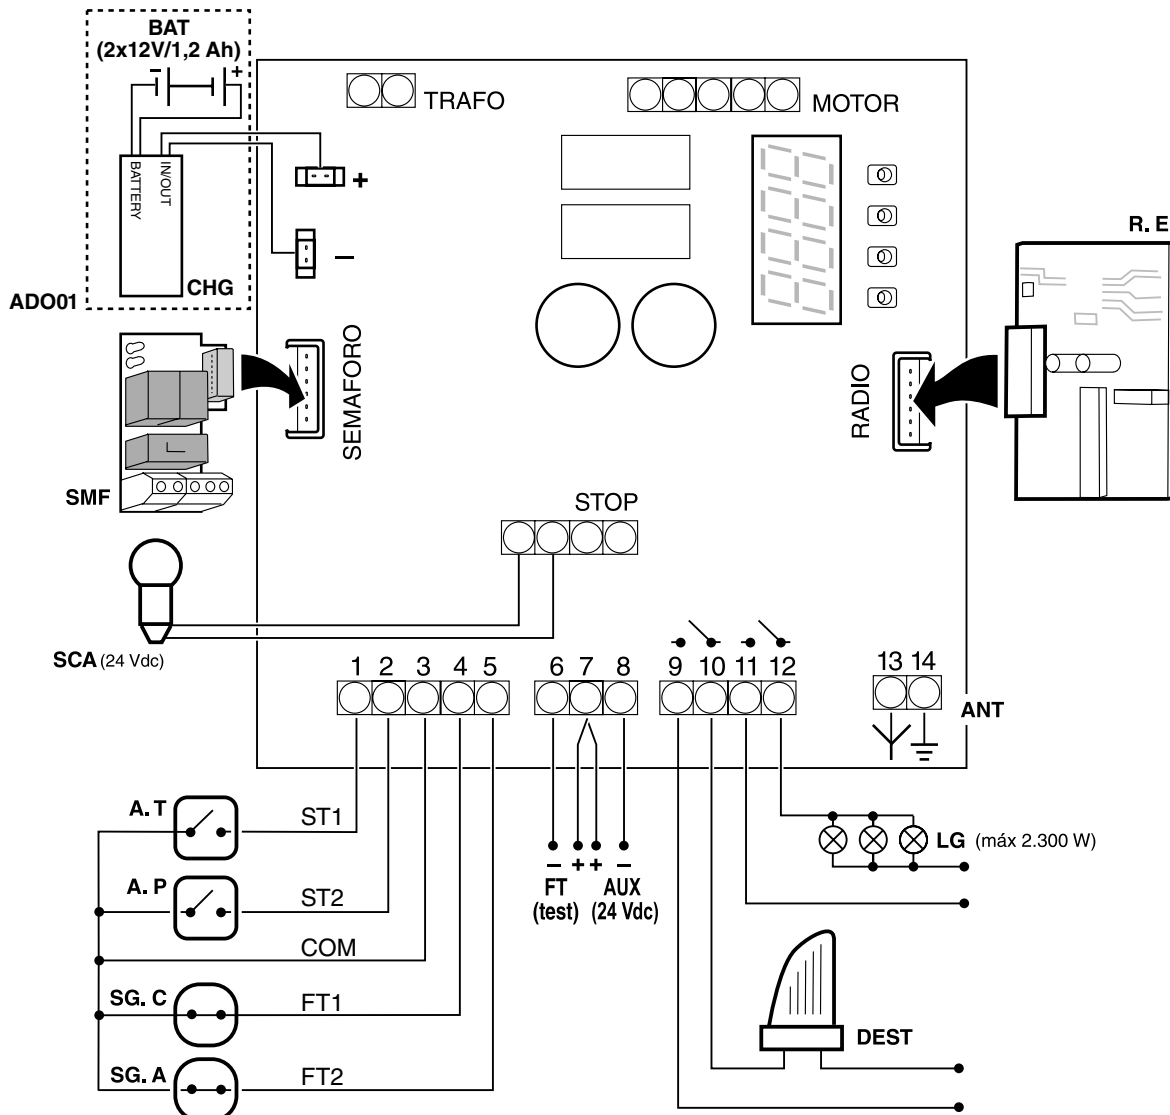 BAT
(2x12V/1,2 Ah)
–
+
BATTERY
IN/OUT
CHG
ADO01
+
–
TRAFO
MOTOR
R. E
SEMAFORO
RADIO
SMF
STOP
SCA (24 Vdc)
1 2 3 4 5
6 7 8
9 10 11 12
13 14
ANT
A. T
ST1
A. P
ST2
COM
SG. C
FT1
SG. A
FT2
– + + –
FT
(test)
AUX
(24 Vdc)
LG (máx 2.300 W)
DEST